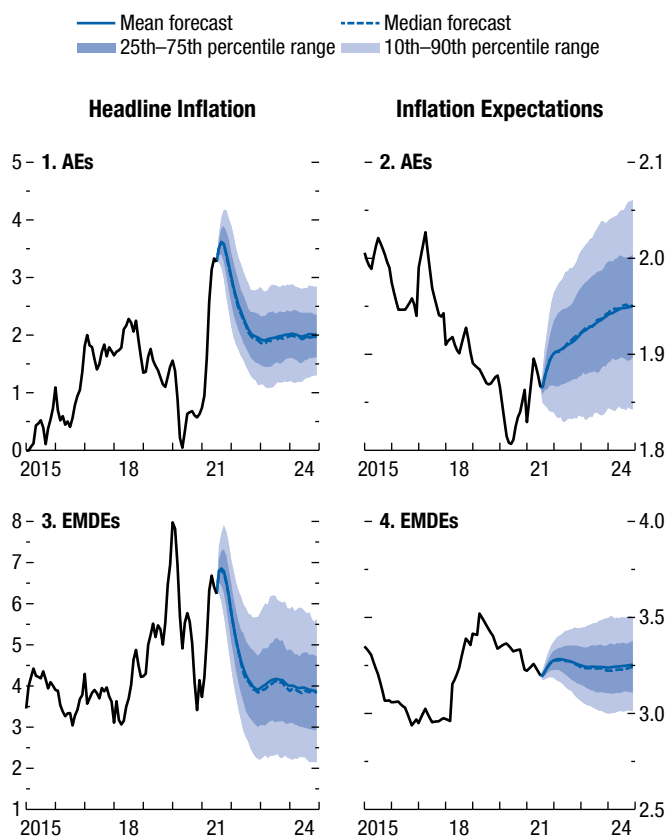 Mean forecast Median forecast
25th–75th percentile range 10th–90th percentile range
Headline Inflation Inflation Expectations
1. AEs
5
4
3
2
1
0
2015 18 21 24
2. AEs
2.1
2.0
1.9
1.8
2015 18 21 24
3. EMDEs
8
7
6
5
4
3
2
1
2015 18 21 24
4. EMDEs
4.0
3.5
3.0
2.5
2015 18 21 24